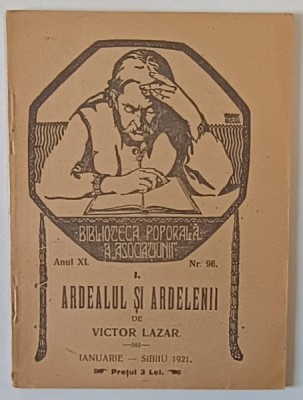 BIBLIOTECA POPORALĂ
A ASOCIAȚIUNII
Anul XI. Nr. 96.
I.
ARDEALUL ȘI ARDELENII
DE
VICTOR LAZAR.
IANUARIE — SIBIIU 1921.
Prețul 3 Lei.